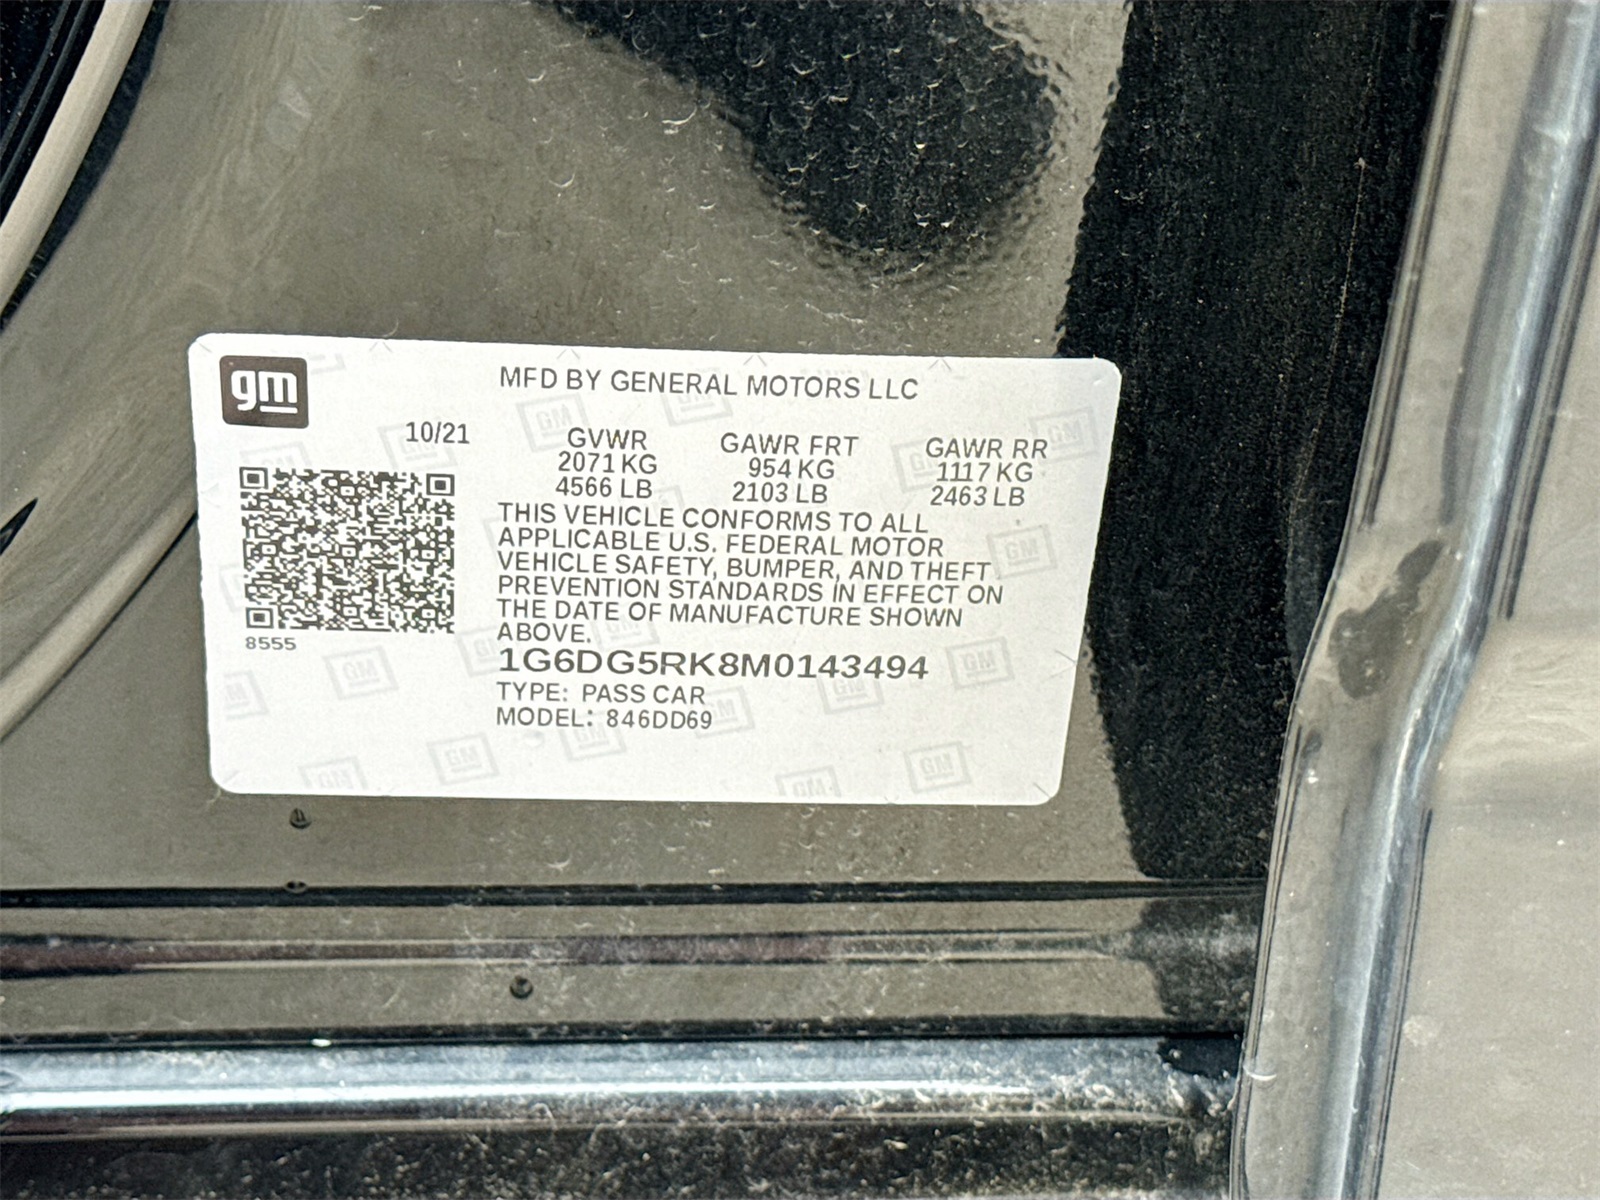 gm
MFD BY GENERAL MOTORS LLC
10/21
GVWR GAWR FRT GAWR RR
2071 KG 954 KG 1117 KG
4566 LB 2103 LB 2463 LB
THIS VEHICLE CONFORMS TO ALL
APPLICABLE U.S. FEDERAL MOTOR
VEHICLE SAFETY, BUMPER, AND THEFT
PREVENTION STANDARDS IN EFFECT ON
THE DATE OF MANUFACTURE SHOWN
ABOVE.
8555
1G6DG5RK8M0143494
TYPE: PASS CAR
MODEL: 846DD69